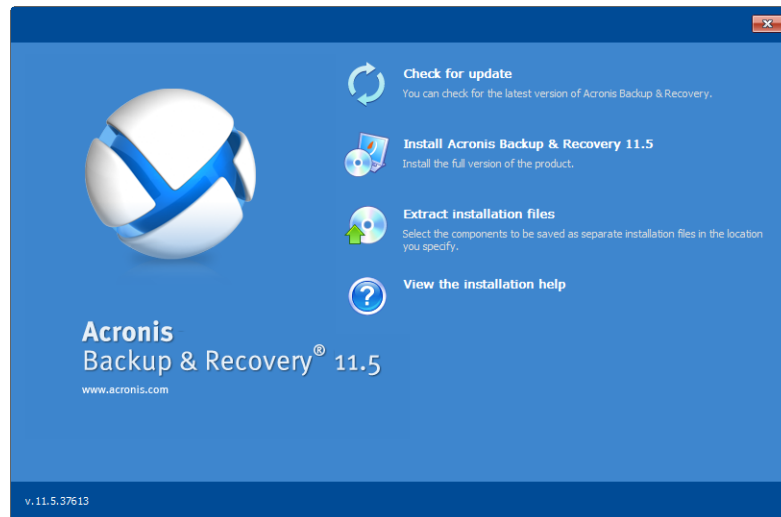 Check for update
You can check for the latest version of Acronis Backup & Recovery.
Install Acronis Backup & Recovery 11.5
Install the full version of the product.
Extract installation files
Select the components to be saved as separate installation files in the location
you specify.
View the installation help
Acronis
Backup & Recovery® 11.5
www.acronis.com
v.11.5.37613